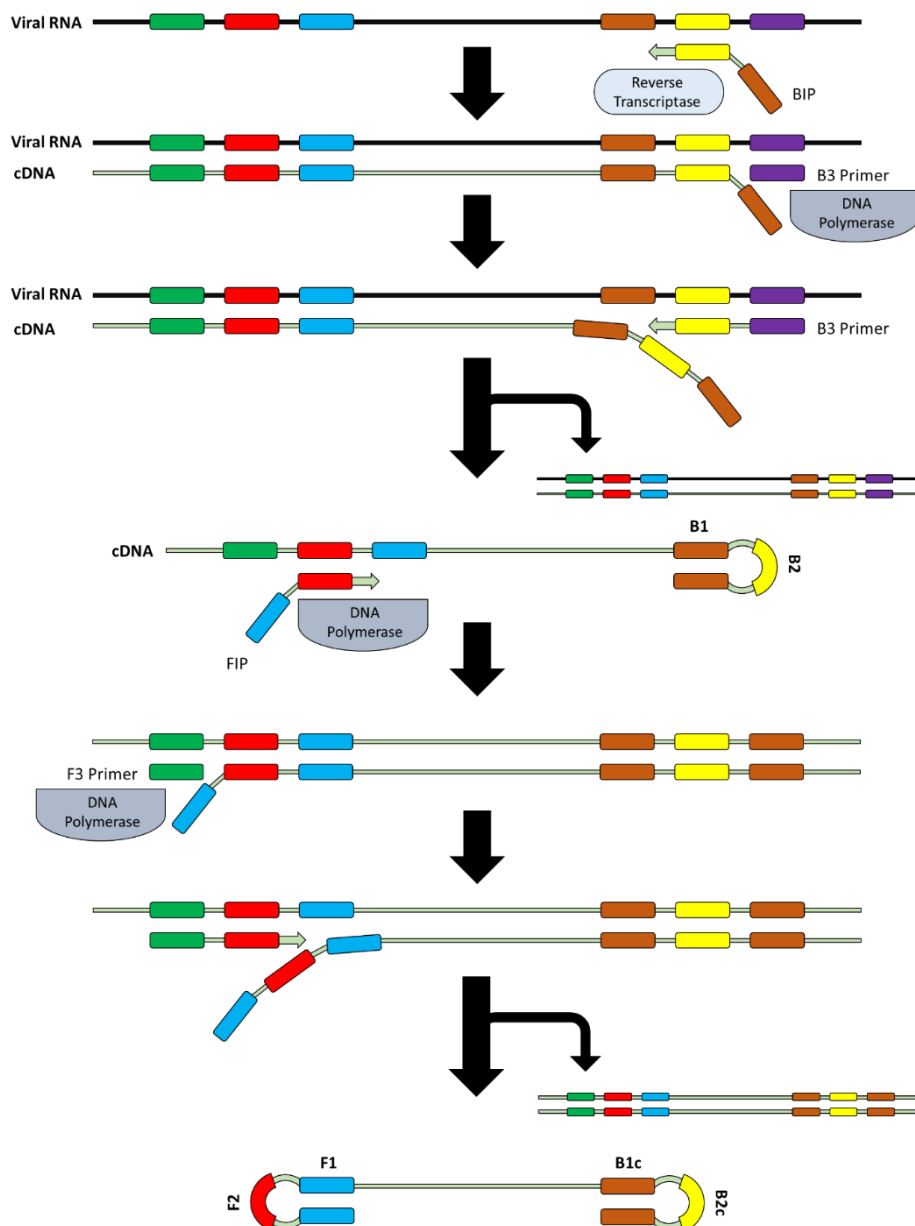 Viral RNA
Reverse
Transcriptase
BIP
Viral RNA
cDNA
B3 Primer
DNA
Polymerase
Viral RNA
cDNA
B3 Primer
B1
cDNA
B2
DNA
Polymerase
FIP
F3 Primer
DNA
Polymerase
F1
B1c
F2
B2c